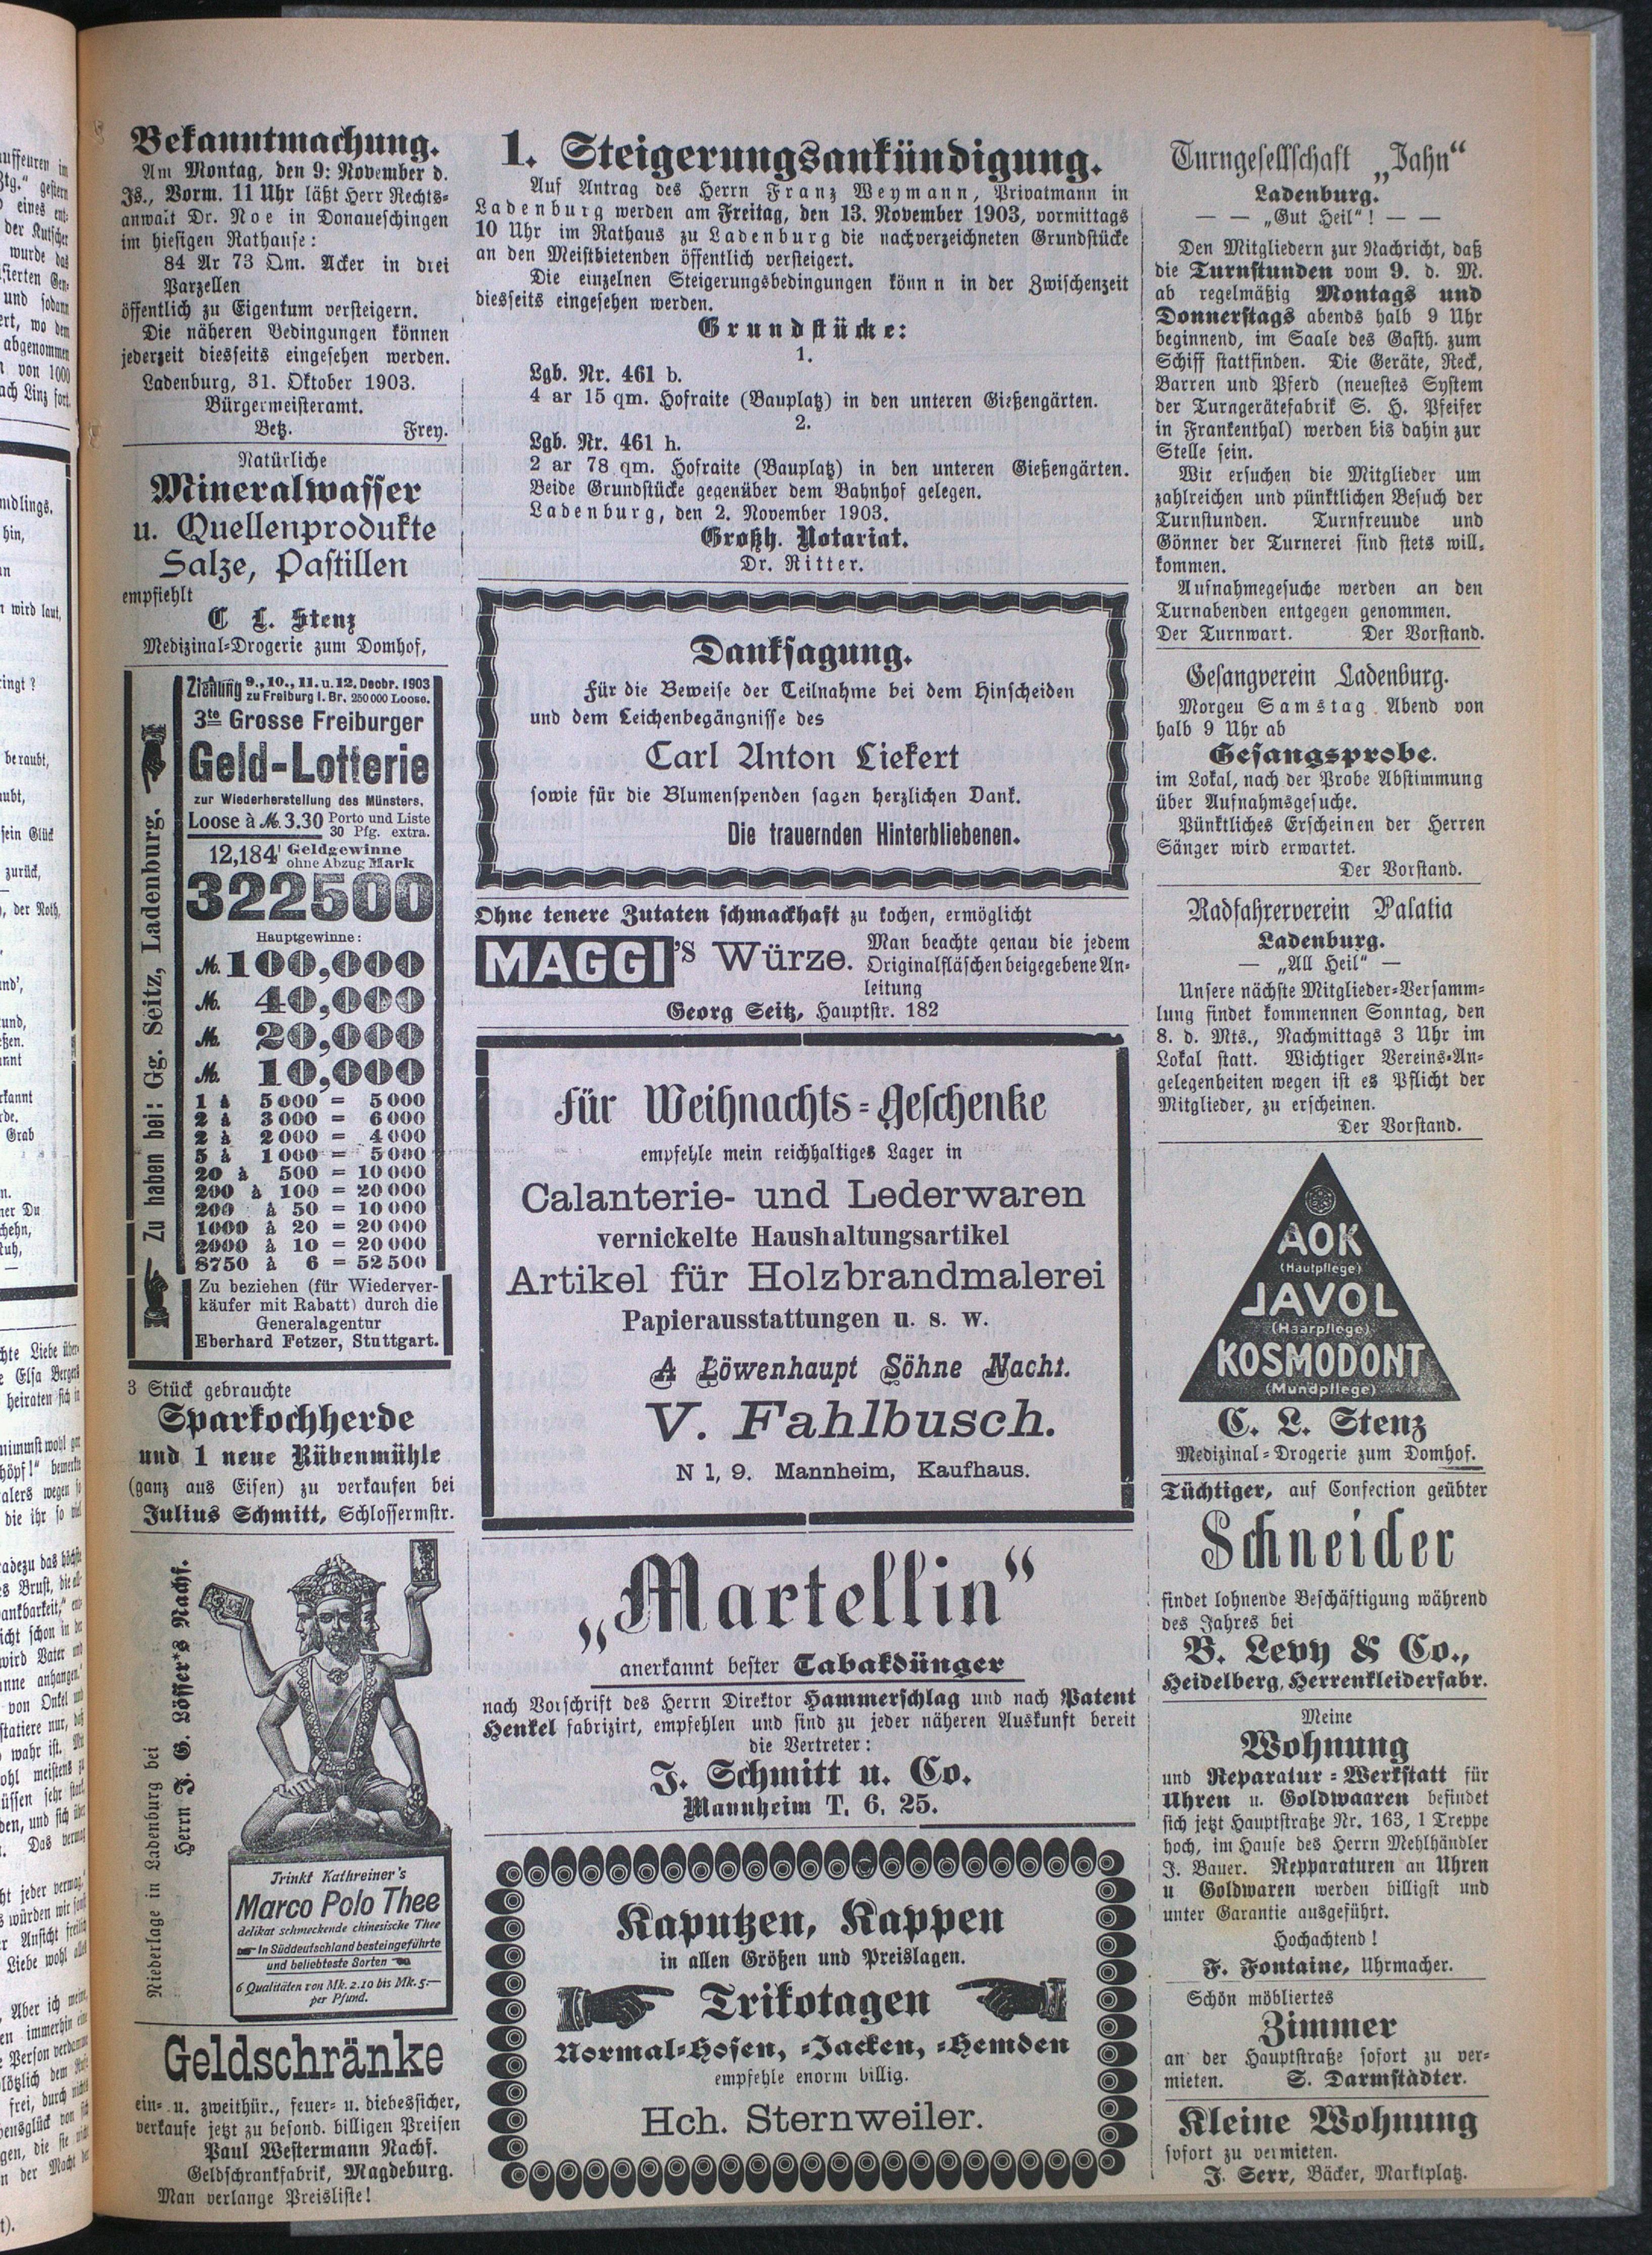 Bekanntmachung.
Am Montag, den 9. November d.
Js., Vorm. 11 Uhr läßt Herr Rechts-
anwalt Dr. Noe in Donaueschingen
im hiesigen Rathause:
84 Ar 73 Qm. Acker in drei
Parzellen
öffentlich zu Eigentum versteigern.
Die näheren Bedingungen können
jederzeit diesseits eingesehen werden.
Ladenburg, 31. Oktober 1903.
Bürgermeisteramt.
Betz. Frey.
Natürliche
Mineralwasser
u. Quellenprodukte
Salze, Pastillen
empfiehlt
C L. Stenz
Medizinal-Drogerie zum Domhof,
Zu haben bei: Gg. Seitz, Ladenburg.
Ziehung 9., 10., 11. u. 12. Decbr. 1903
zu Freiburg i. Br. 250000 Loose.
3te Grosse Freiburger
Geld-Lotterie
zur Wiederherstellung des Münsters.
Loose à M. 3.30 Porto und Liste
30 Pfg. extra.
12,184 Geldgewinne
ohne Abzug Mark
322500
Hauptgewinne:
M. 100,000
M. 40,000
M. 20,000
M. 10,000
1 à 5000 = 5000
2 à 3000 = 6000
2 à 2000 = 4000
5 à 1000 = 5000
20 à 500 = 10000
200 à 100 = 20000
200 à 50 = 10000
1000 à 20 = 20000
2000 à 10 = 20000
8750 à 6 = 52500
Zu beziehen (für Wiederver-
käufer mit Rabatt) durch die
Generalagentur
Eberhard Fetzer, Stuttgart.
3 Stück gebrauchte
Sparkochherde
und 1 neue Rübenmühle
(ganz aus Eisen) zu verkaufen bei
Julius Schmitt, Schlossermstr.
Niederlage in Ladenburg bei
Herrn J. G. Lösser's Nachf.
Trinkt Kathreiner's
Marco Polo Thee
delikat schmeckende chinesische Thee
In Süddeutschland besteingeführte
und beliebteste Sorten
6 Qualitäten von Mk. 2.10 bis Mk. 5.—
per Pfund.
Geldschränke
ein- u. zweithür., feuer- u. diebessicher,
verkaufe jetzt zu besond. billigen Preisen
Paul Westermann Nachf.
Geldschrankfabrik, Magdeburg.
Man verlange Preisliste!
1. Steigerungsankündigung.
Auf Antrag des Herrn Franz Weymann, Privatmann in
Ladenburg werden am Freitag, den 13. November 1903, vormittags
10 Uhr im Rathaus zu Ladenburg die nachverzeichneten Grundstücke
an den Meistbietenden öffentlich versteigert.
Die einzelnen Steigerungsbedingungen könn n in der Zwischenzeit
diesseits eingesehen werden.
Grundstücke:
1.
Lgb. Nr. 461 b.
4 ar 15 qm. Hofraite (Bauplatz) in den unteren Gießengärten.
2.
Lgb. Nr. 461 h.
2 ar 78 qm. Hofraite (Bauplatz) in den unteren Gießengärten.
Beide Grundstücke gegenüber dem Bahnhof gelegen.
Ladenburg, den 2. November 1903.
Großh. Notariat.
Dr. Ritter.
Danksagung.
Für die Beweise der Teilnahme bei dem Hinscheiden
und dem Leichenbegängnisse des
Carl Anton Liekert
sowie für die Blumenspenden sagen herzlichen Dank.
Die trauernden Hinterbliebenen.
Ohne tenere Zutaten schmackhaft zu kochen, ermöglicht
MAGGI's Würze. Man beachte genau die jedem
Originalfläschen beigegebene An-
leitung
Georg Seitz, Hauptstr. 182
Für Weihnachts-Geschenke
empfehle mein reichhaltiges Lager in
Calanterie- und Lederwaren
vernickelte Haushaltungsartikel
Artikel für Holzbrandmalerei
Papierausstattungen u. s. w.
A Löwenhaupt Söhne Nacht.
V. Fahlbusch.
N 1, 9. Mannheim, Kaufhaus.
„Martellin“
anerkannt bester Tabakdünger
nach Vorschrift des Herrn Direktor Hammerschlag und nach Patent
Henkel fabrizirt, empfehlen und sind zu jeder näheren Auskunft bereit
die Vertreter:
J. Schmitt u. Co.
Mannheim T. 6, 25.
Kaputzen, Kappen
in allen Größen und Preislagen.
Trikotagen
Normal-Hosen, -Jacken, -Hemden
empfehle enorm billig.
Hch. Sternweiler.
Turngesellschaft „Jahn“
Ladenburg.
— — „Gut Heil“! — —
Den Mitgliedern zur Nachricht, daß
die Turnstunden vom 9. d. M.
ab regelmäßig Montags und
Donnerstags abends halb 9 Uhr
beginnend, im Saale des Gasth. zum
Schiff stattfinden. Die Geräte, Reck,
Barren und Pferd (neuestes System
der Turngerätefabrik S. H. Pfeifer
in Frankenthal) werden bis dahin zur
Stelle sein.
Wir ersuchen die Mitglieder um
zahlreichen und pünktlichen Besuch der
Turnstunden. Turnfreuude und
Gönner der Turnerei sind stets will-
kommen.
Aufnahmegesuche werden an den
Turnabenden entgegen genommen.
Der Turnwart. Der Vorstand.
Gesangverein Ladenburg.
Morgeu Samstag Abend von
halb 9 Uhr ab
Gesangsprobe.
im Lokal, nach der Probe Abstimmung
über Aufnahmsgesuche.
Pünktliches Erscheinen der Herren
Sänger wird erwartet.
Der Vorstand.
Radfahrerverein Palatia
Ladenburg.
— „All Heil“ —
Unsere nächste Mitglieder-Versamm-
lung findet kommennen Sonntag, den
8. d. Mts., Nachmittags 3 Uhr im
Lokal statt. Wichtiger Vereins-An-
gelegenheiten wegen ist es Pflicht der
Mitglieder, zu erscheinen.
Der Vorstand.
AOK
(Hautpflege)
JAVOL
(Haarpflege)
KOSMODONT
(Mundpflege)
C. L. Stenz
Medizinal-Drogerie zum Domhof.
Tüchtiger, auf Confection geübter
Schneider
findet lohnende Beschäftigung während
des Jahres bei
B. Levy & Co.,
Heidelberg, Herrenkleiderfabr.
Meine
Wohnung
und Reparatur-Werkstatt für
Uhren u. Goldwaaren befindet
sich jetzt Hauptstraße Nr. 163, 1 Treppe
hoch, im Hause des Herrn Mehlhändler
J. Bauer. Repparaturen an Uhren
u Goldwaren werden billigst und
unter Garantie ausgeführt.
Hochachtend!
F. Fontaine, Uhrmacher.
Schön möbliertes
Zimmer
an der Hauptstraße sofort zu ver-
mieten. S. Darmstädter.
Kleine Wohnung
sofort zu vermieten.
J. Serr, Bäcker, Marktplatz.